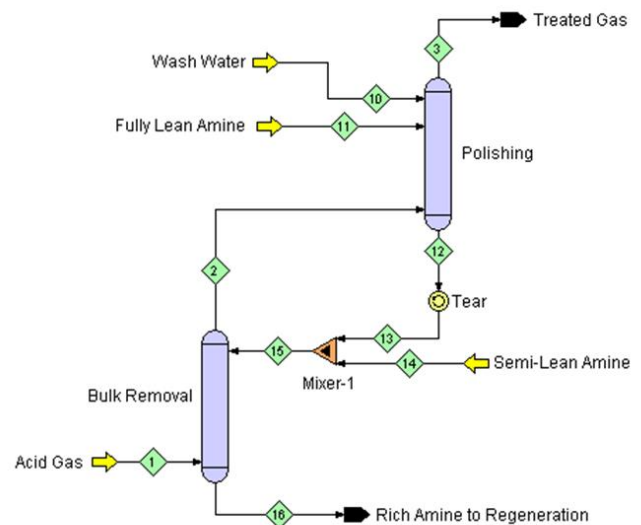 3
Treated Gas
Wash Water
10
Fully Lean Amine
11
Polishing
2
12
Tear
13
15
14
Semi-Lean Amine
Mixer-1
Bulk Removal
Acid Gas
1
16
Rich Amine to Regeneration